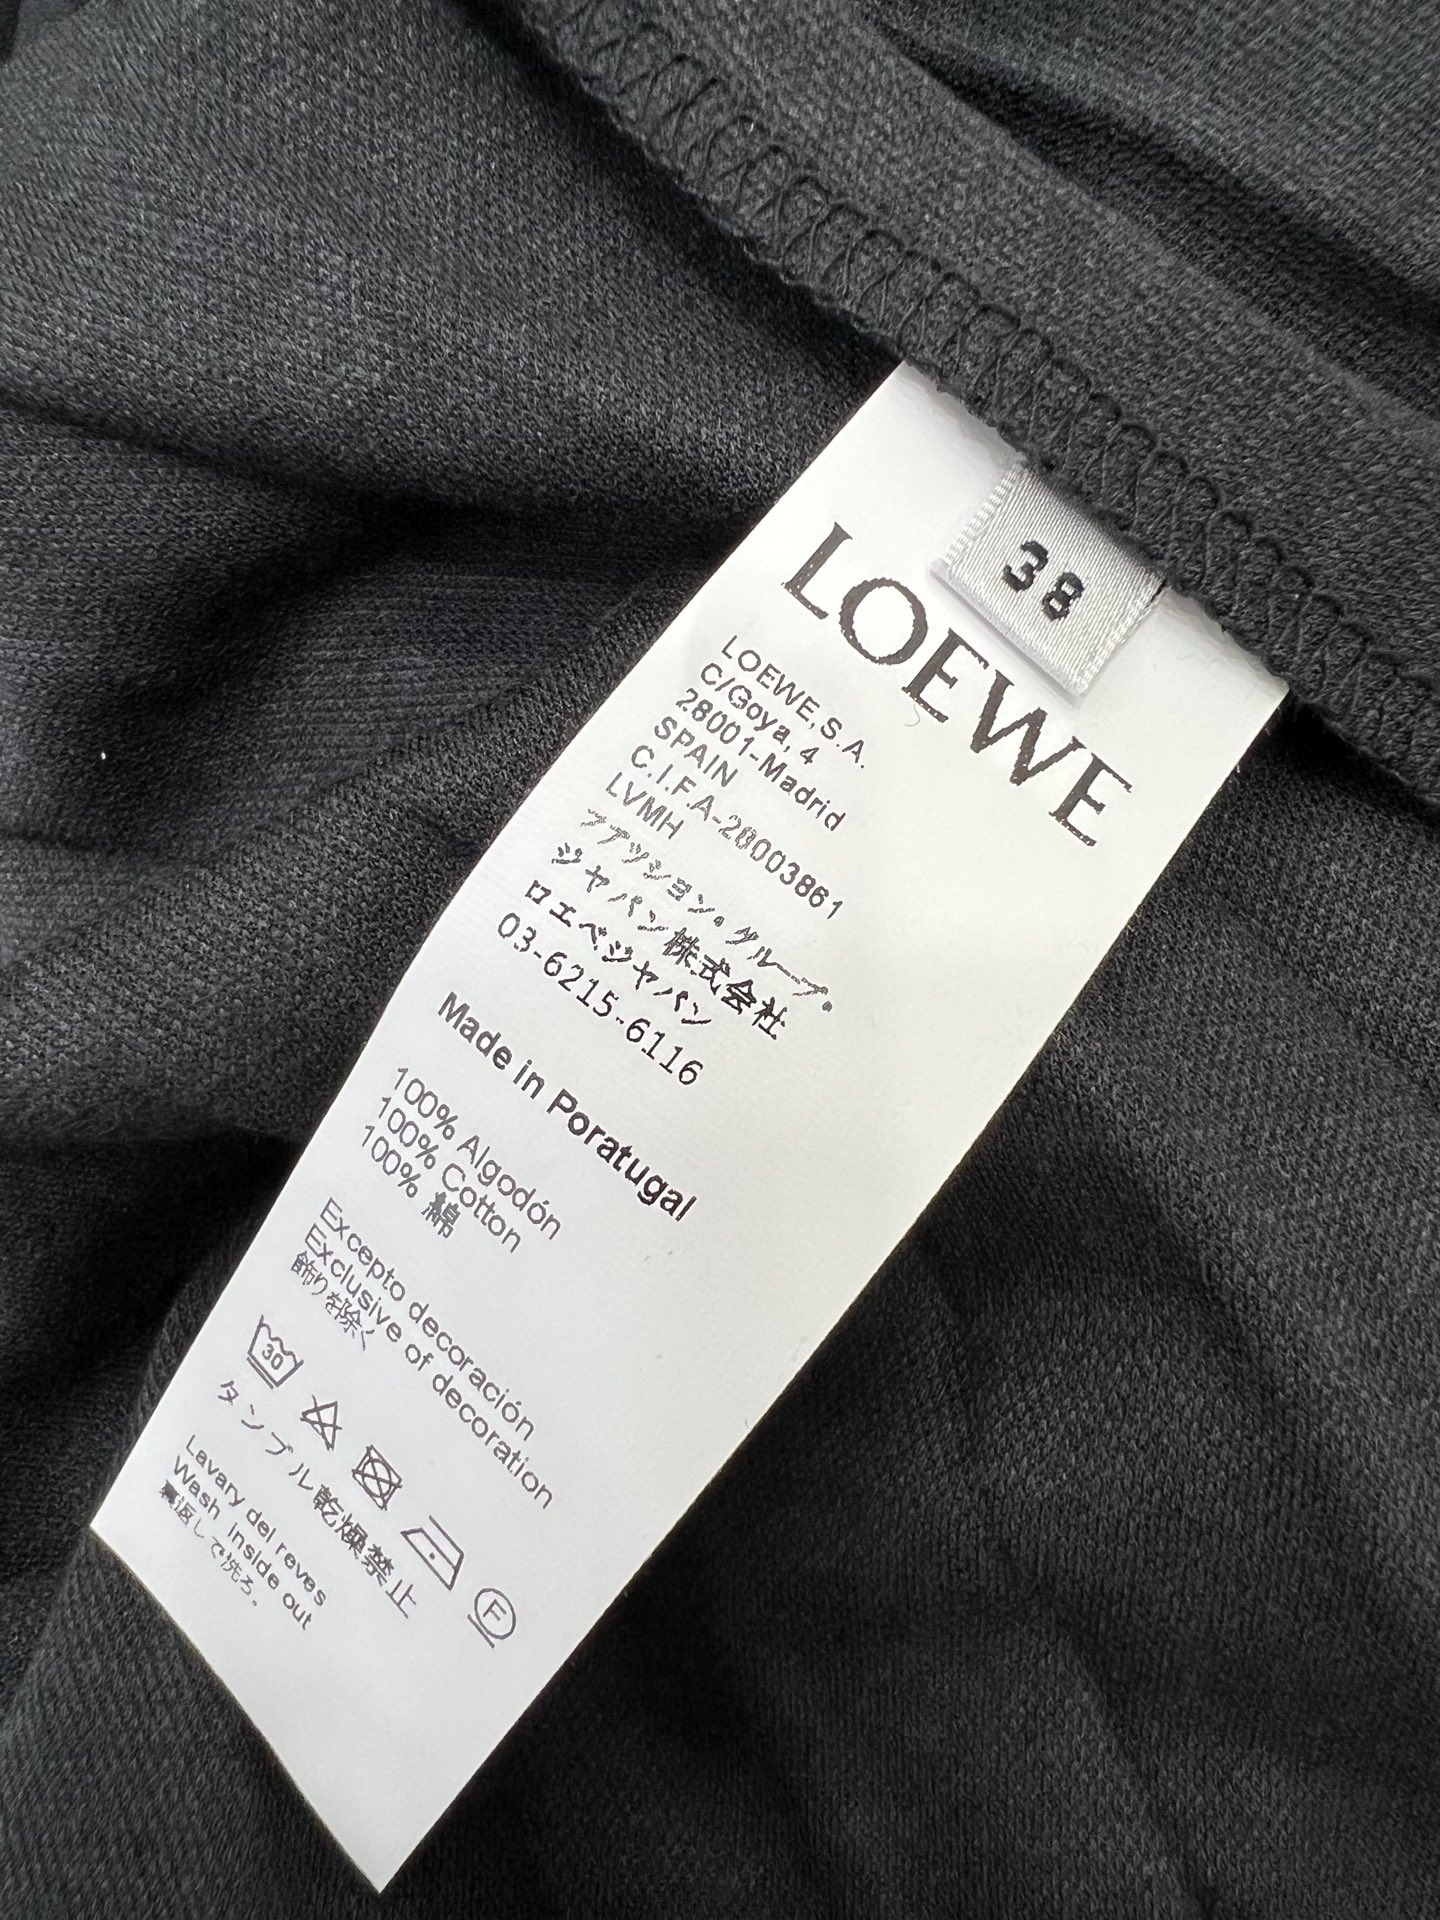 38
LOEWE
LOEWE, S.A.
C/Goya, 4
28001-Madrid
SPAIN
C.I.F.A-28003861
LVMH
ファッション・グループ・
ジャパン株式会社
ロエベジャパン
03-6215-6116
Made in Poratugal
100% Algodón
100% Cotton
100% 綿
Excepto decoración
Exclusive of decoration
飾り部除く
30
F
タンブル乾燥禁止
Lavary del reves
Wash inside out
裏返しで洗ろ。